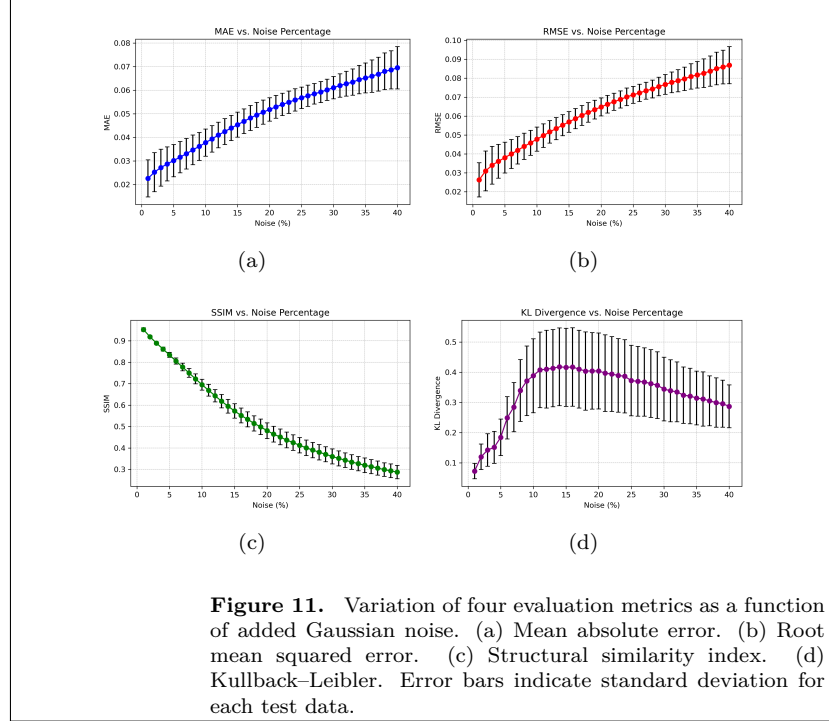 MAE vs. Noise Percentage
0.08
0.07
0.06
0.05
0.04
0.03
0.02
MAE
0 5 10 15 20 25 30 35 40
Noise (%)
(a)
RMSE vs. Noise Percentage
0.10
0.09
0.08
0.07
0.06
0.05
0.04
0.03
0.02
RMSE
0 5 10 15 20 25 30 35 40
Noise (%)
(b)
SSIM vs. Noise Percentage
0.9
0.8
0.7
0.6
0.5
0.4
0.3
SSIM
0 5 10 15 20 25 30 35 40
Noise (%)
(c)
KL Divergence vs. Noise Percentage
0.5
0.4
0.3
0.2
0.1
KL Divergence
0 5 10 15 20 25 30 35 40
Noise (%)
(d)
Figure 11. Variation of four evaluation metrics as a function
of added Gaussian noise. (a) Mean absolute error. (b) Root
mean squared error. (c) Structural similarity index. (d)
Kullback–Leibler. Error bars indicate standard deviation for
each test data.